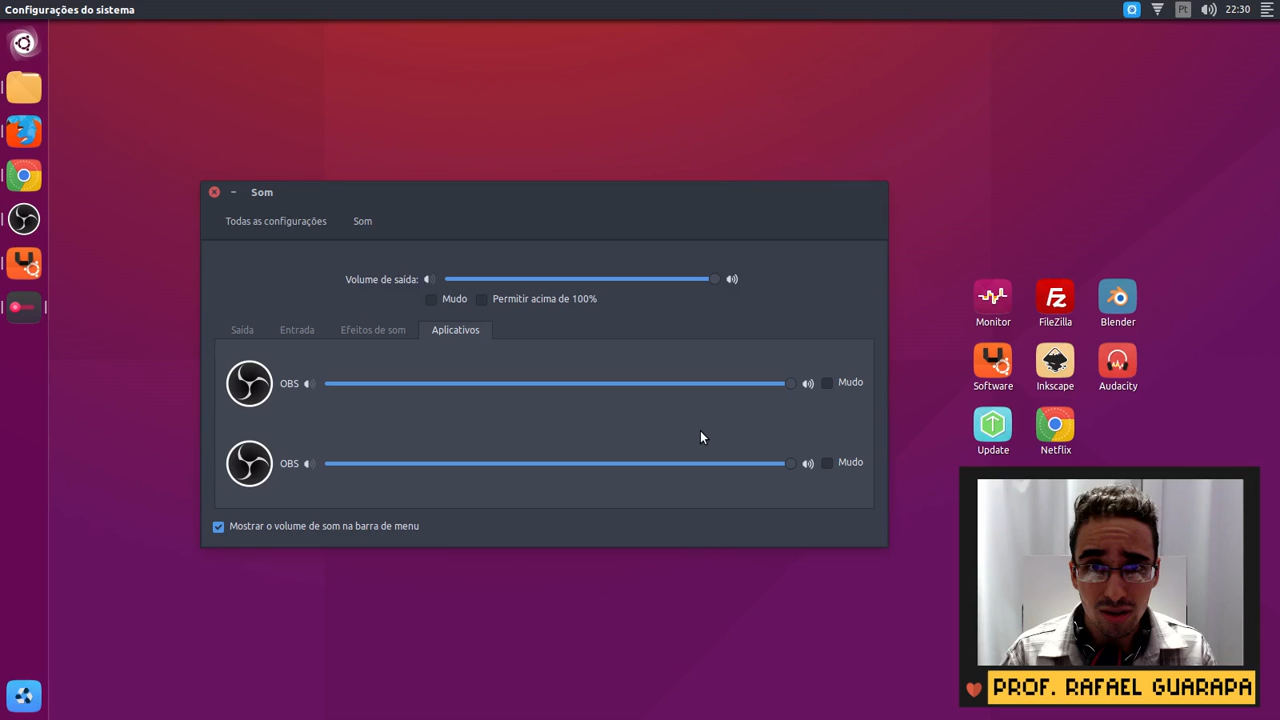 Configurações do sistema
Pt
22:30
Som
Todas as configurações
Som
Volume de saída:
Mudo
Permitir acima de 100%
Saída
Entrada
Efeitos de som
Aplicativos
OBS
Mudo
OBS
Mudo
Mostrar o volume de som na barra de menu
Monitor
FileZilla
Blender
Software
Inkscape
Audacity
Update
Netflix
PROF. RAFAEL GUARAPA